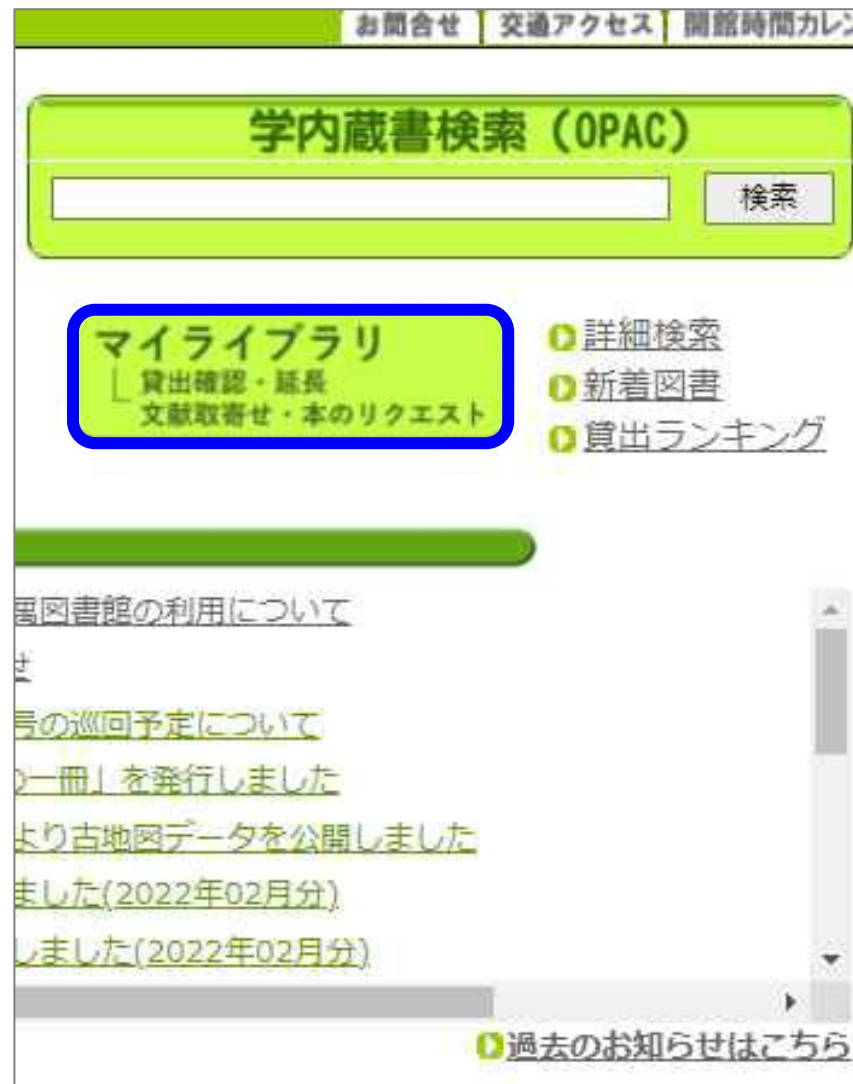 お問合せ 交通アクセス 開館時間カレン
学内蔵書検索（OPAC）
検索
マイライブラリ
貸出確認・延長
文献取寄せ・本のリクエスト
詳細検索
新着図書
貸出ランキング
属図書館の利用について
せ
号の巡回予定について
の一冊」を発行しました
より古地図データを公開しました
ました(2022年02月分)
しました(2022年02月分)
過去のお知らせはこちら